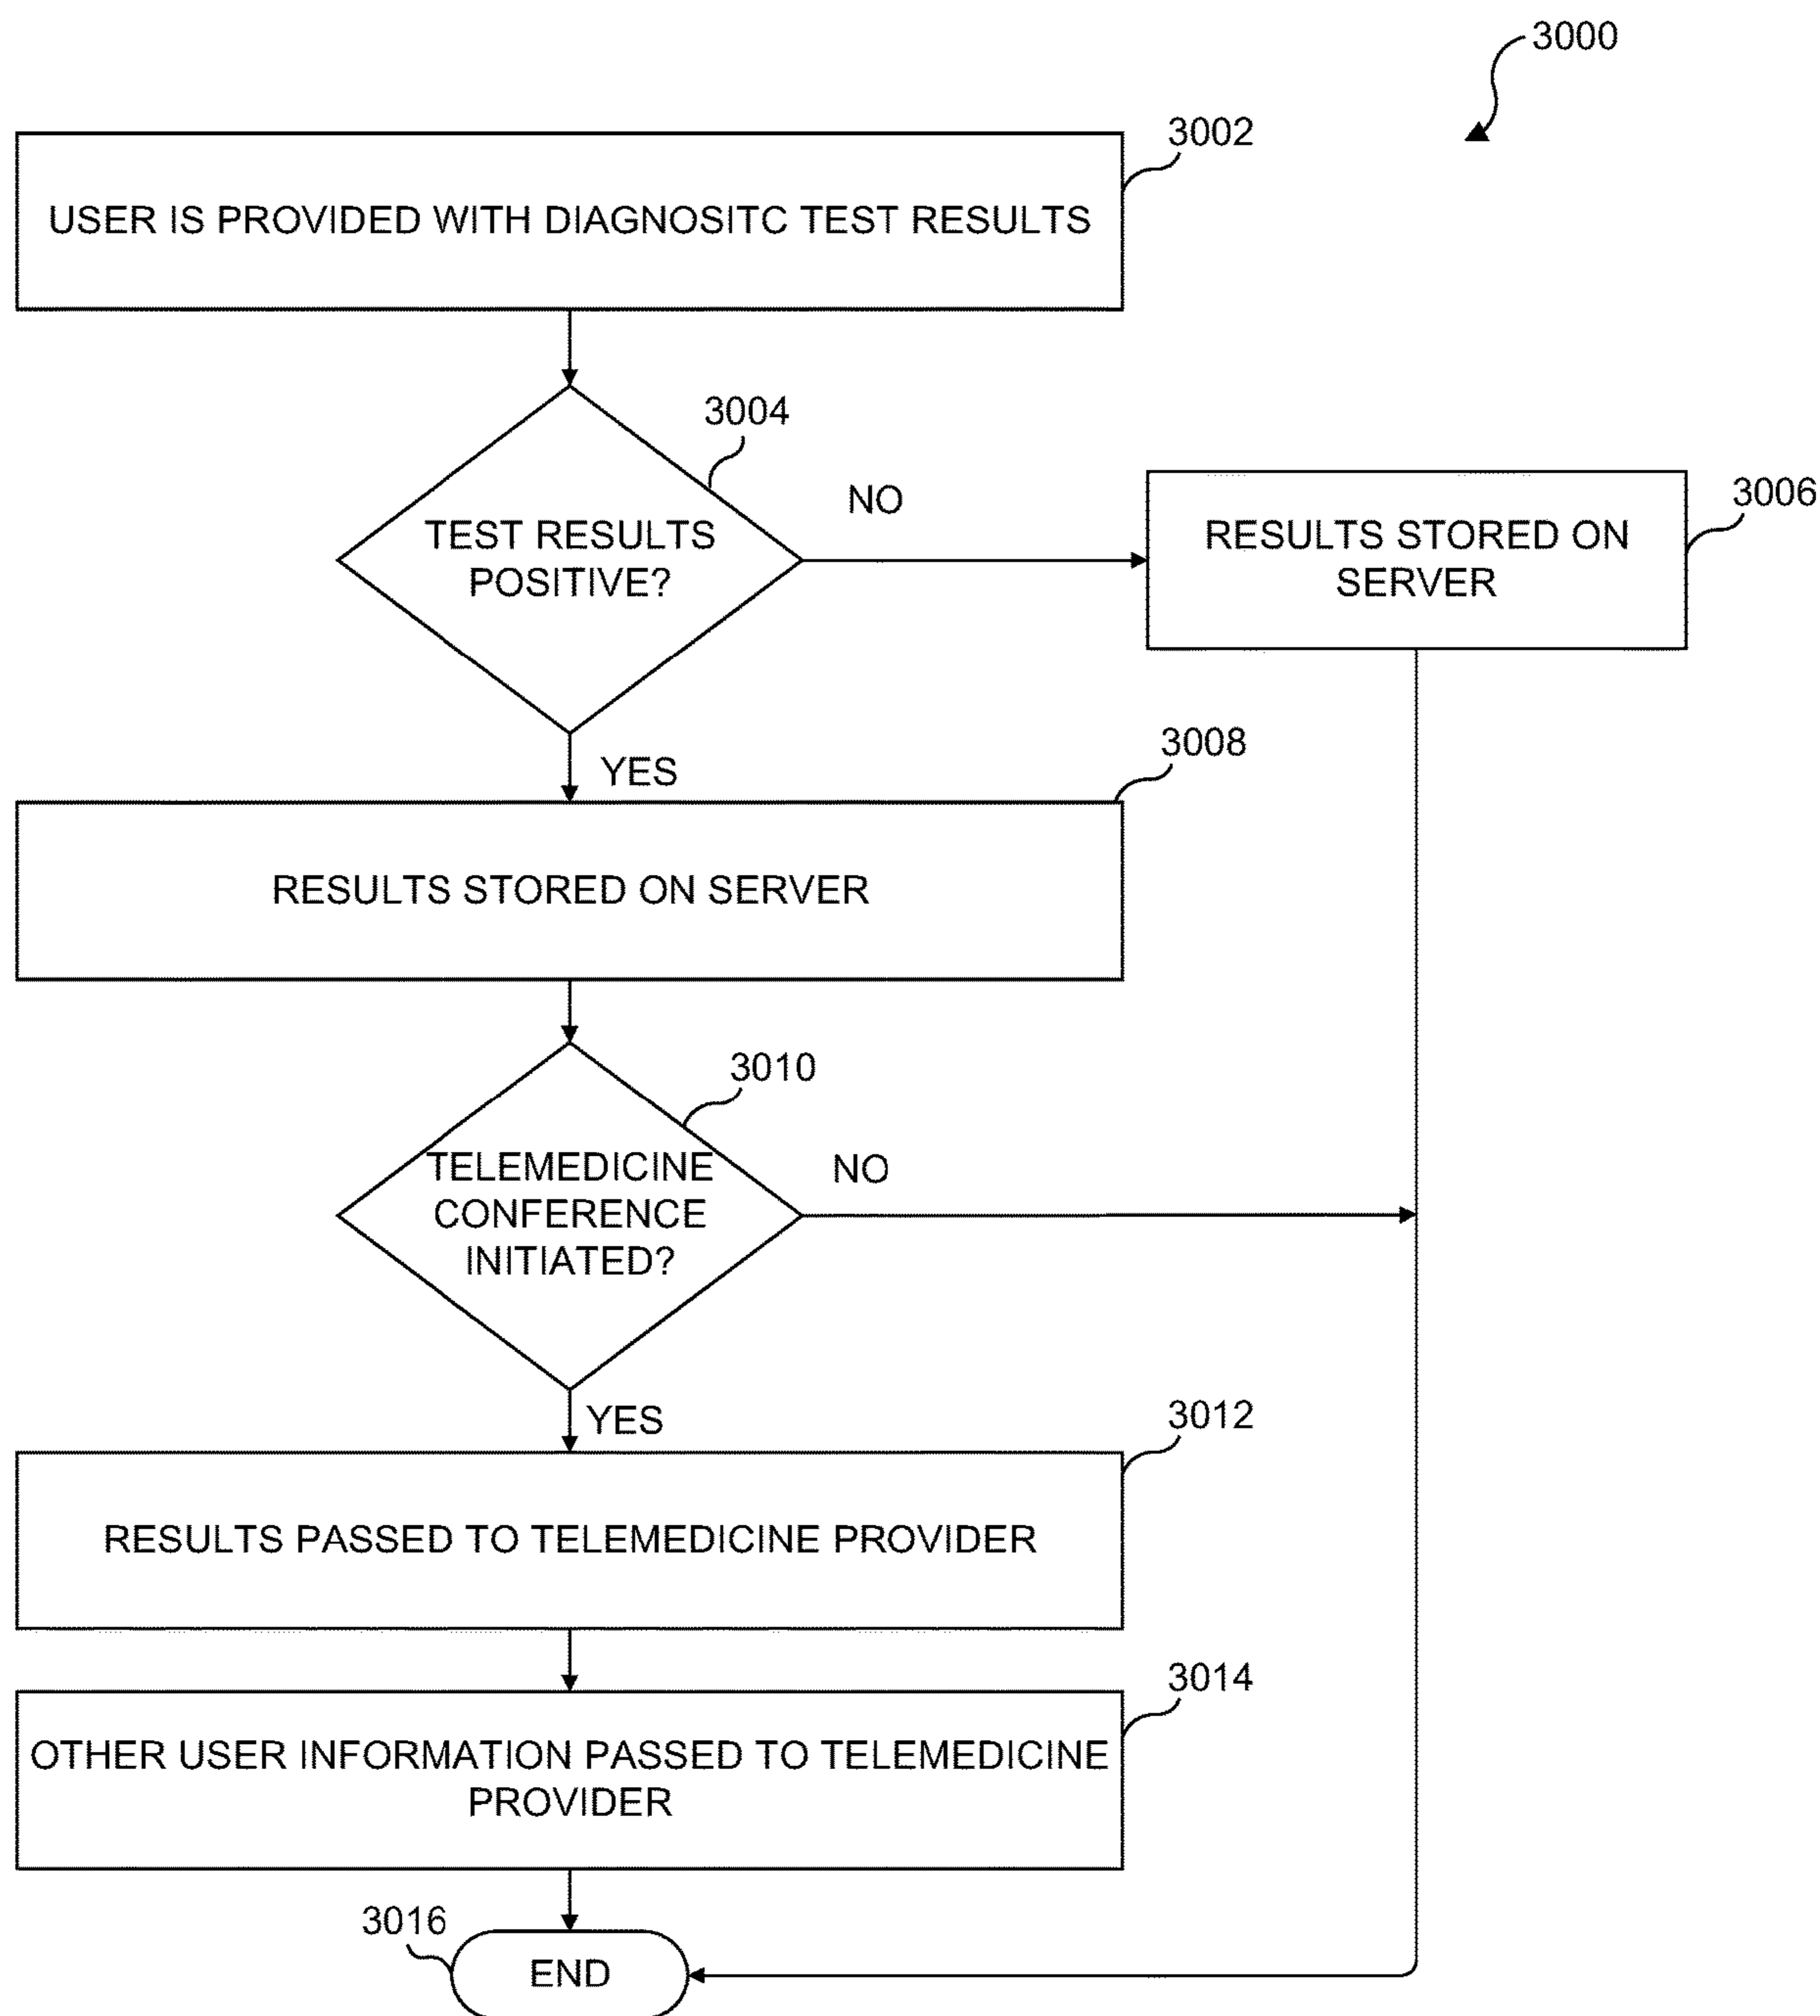 3000
3002
USER IS PROVIDED WITH DIAGNOSITC TEST RESULTS
3004
TEST RESULTS
POSITIVE?
NO
3006
RESULTS STORED ON
SERVER
YES
3008
RESULTS STORED ON SERVER
3010
TELEMEDICINE
CONFERENCE
INITIATED?
NO
YES
3012
RESULTS PASSED TO TELEMEDICINE PROVIDER
3014
OTHER USER INFORMATION PASSED TO TELEMEDICINE
PROVIDER
3016
END